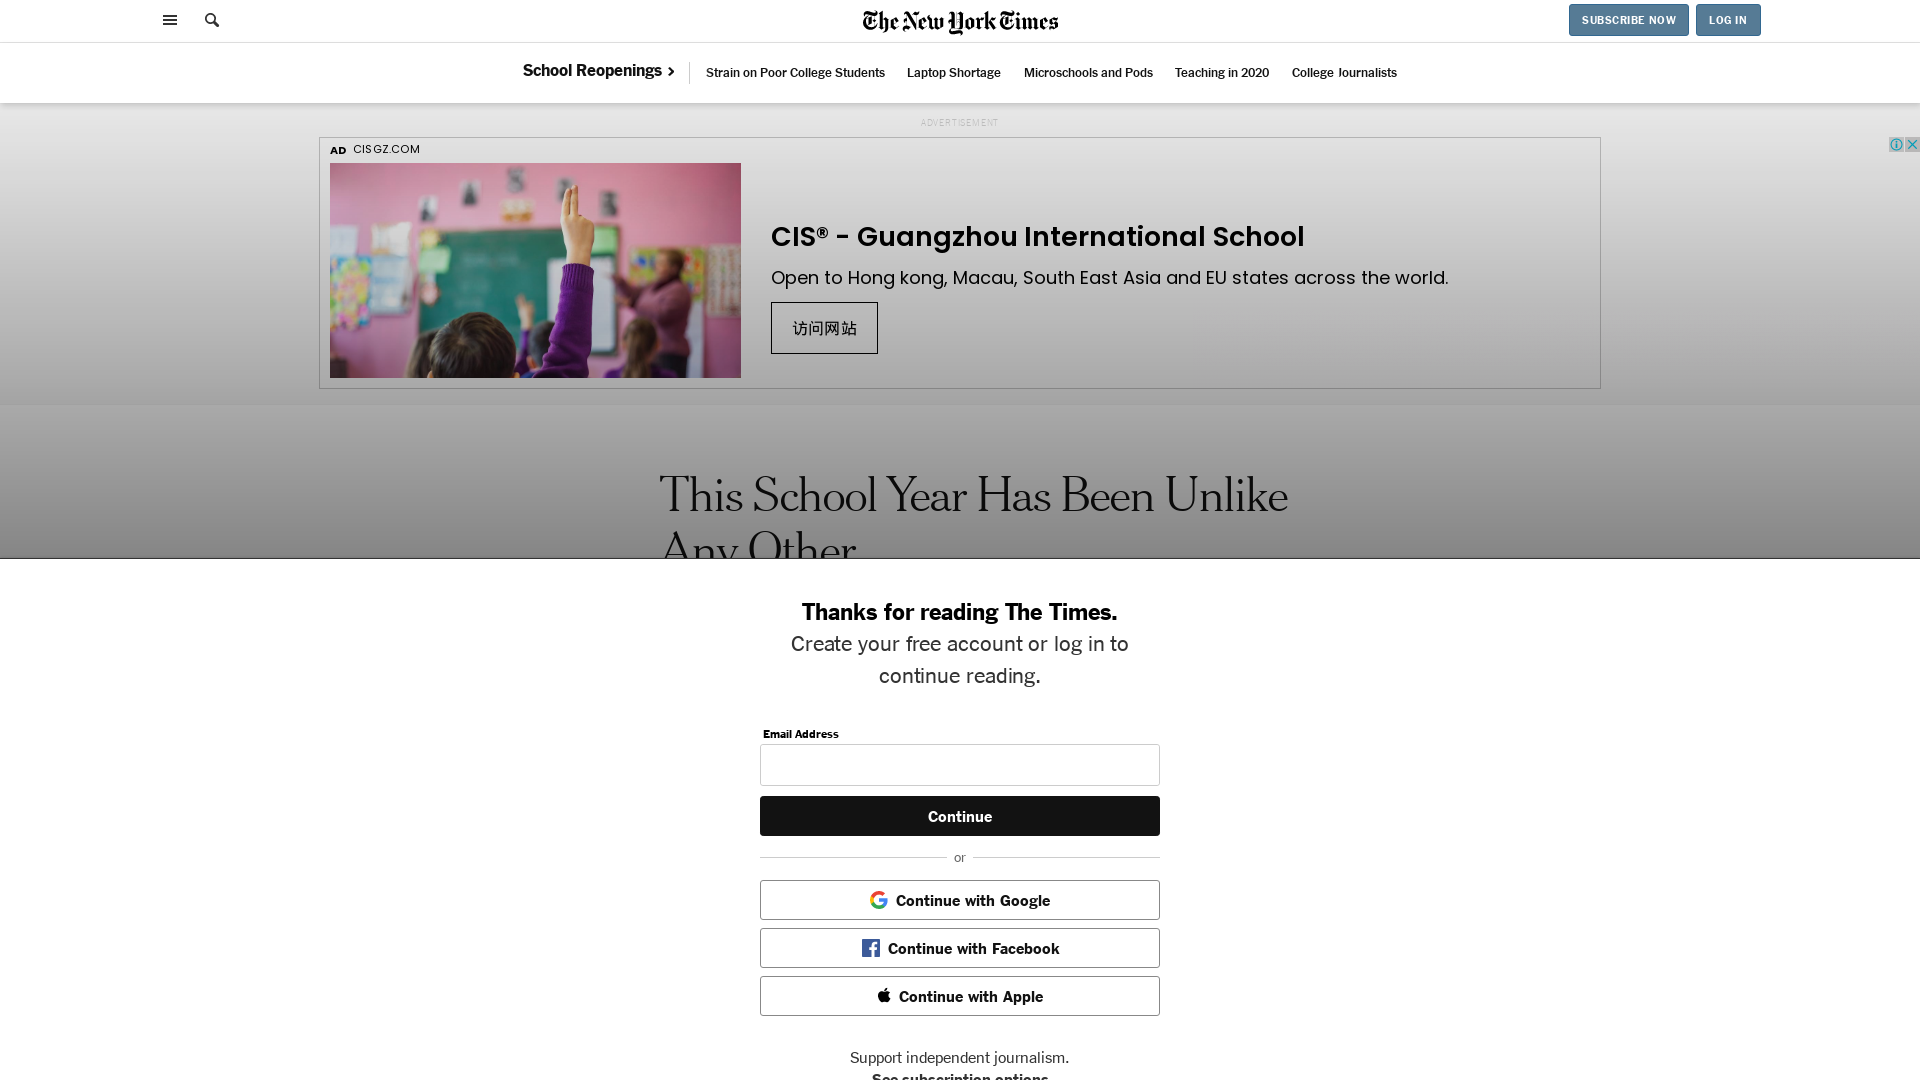 The New York Times
SUBSCRIBE NOW
LOG IN
School Reopenings
Strain on Poor College Students
Laptop Shortage
Microschools and Pods
Teaching in 2020
College Journalists
ADVERTISEMENT
AD CISGZ.COM
CIS® - Guangzhou International School
Open to Hong kong, Macau, South East Asia and EU states across the world.
访问网站
This School Year Has Been Unlike
Any Other
Thanks for reading The Times.
Create your free account or log in to
continue reading.
Email Address
Continue
or
Continue with Google
Continue with Facebook
Continue with Apple
Support independent journalism.
See subscription options